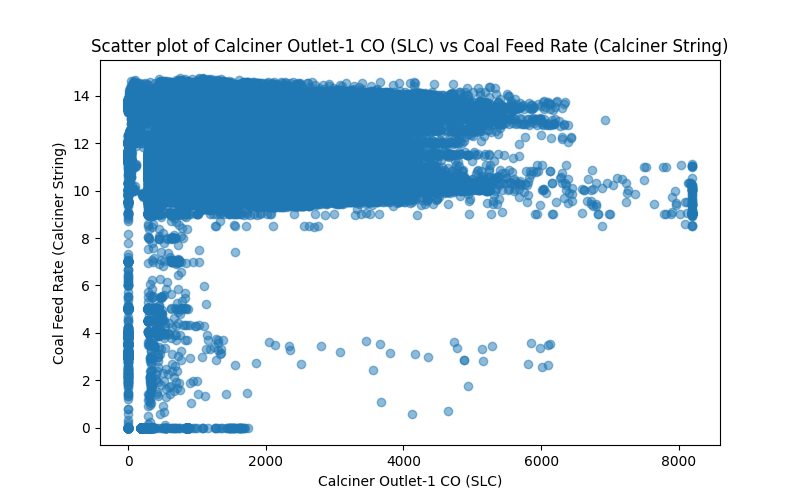 Scatter plot of Calciner Outlet-1 CO (SLC) vs Coal Feed Rate (Calciner String)
14
12
10
8
6
4
2
0
Coal Feed Rate (Calciner String)
0 2000 4000 6000 8000
Calciner Outlet-1 CO (SLC)